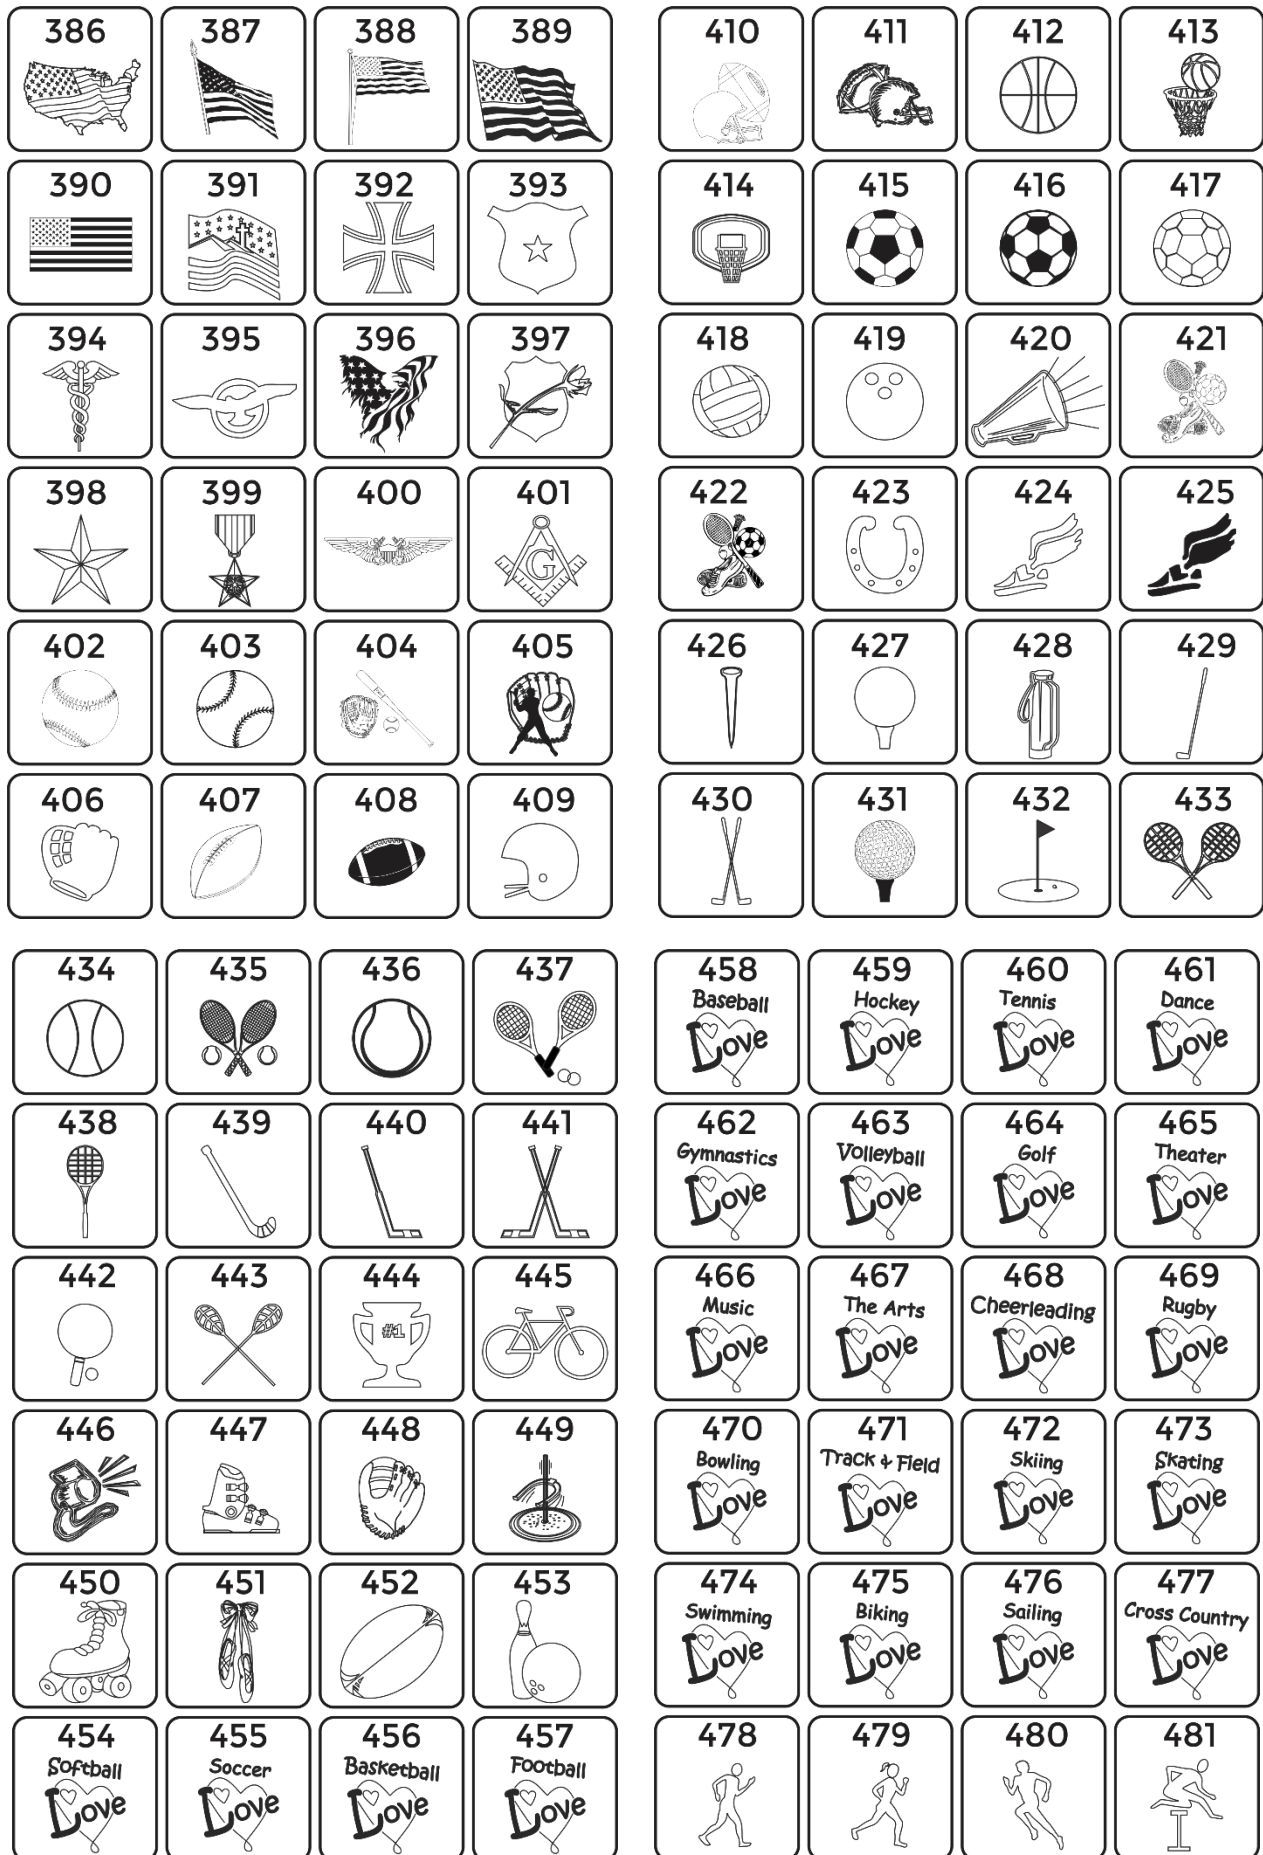 386 387 388 389
390 391 392 393
394 395 396 397
398 399 400 401
G
402 403 404 405
406 407 408 409
410 411 412 413
414 415 416 417
418 419 420 421
422 423 424 425
426 427 428 429
430 431 432 433
434 435 436 437
438 439 440 441
442 443 444 445
#1
446 447 448 449
450 451 452 453
454 455 456 457
Softball Soccer Basketball Football
Love Love Love Love
458 459 460 461
Baseball Hockey Tennis Dance
Love Love Love Love
462 463 464 465
Gymnastics Volleyball Golf Theater
Love Love Love Love
466 467 468 469
Music The Arts Cheerleading Rugby
Love Love Love Love
470 471 472 473
Bowling Track & Field Skiing Skating
Love Love Love Love
474 475 476 477
Swimming Biking Sailing Cross Country
Love Love Love Love
478 479 480 481